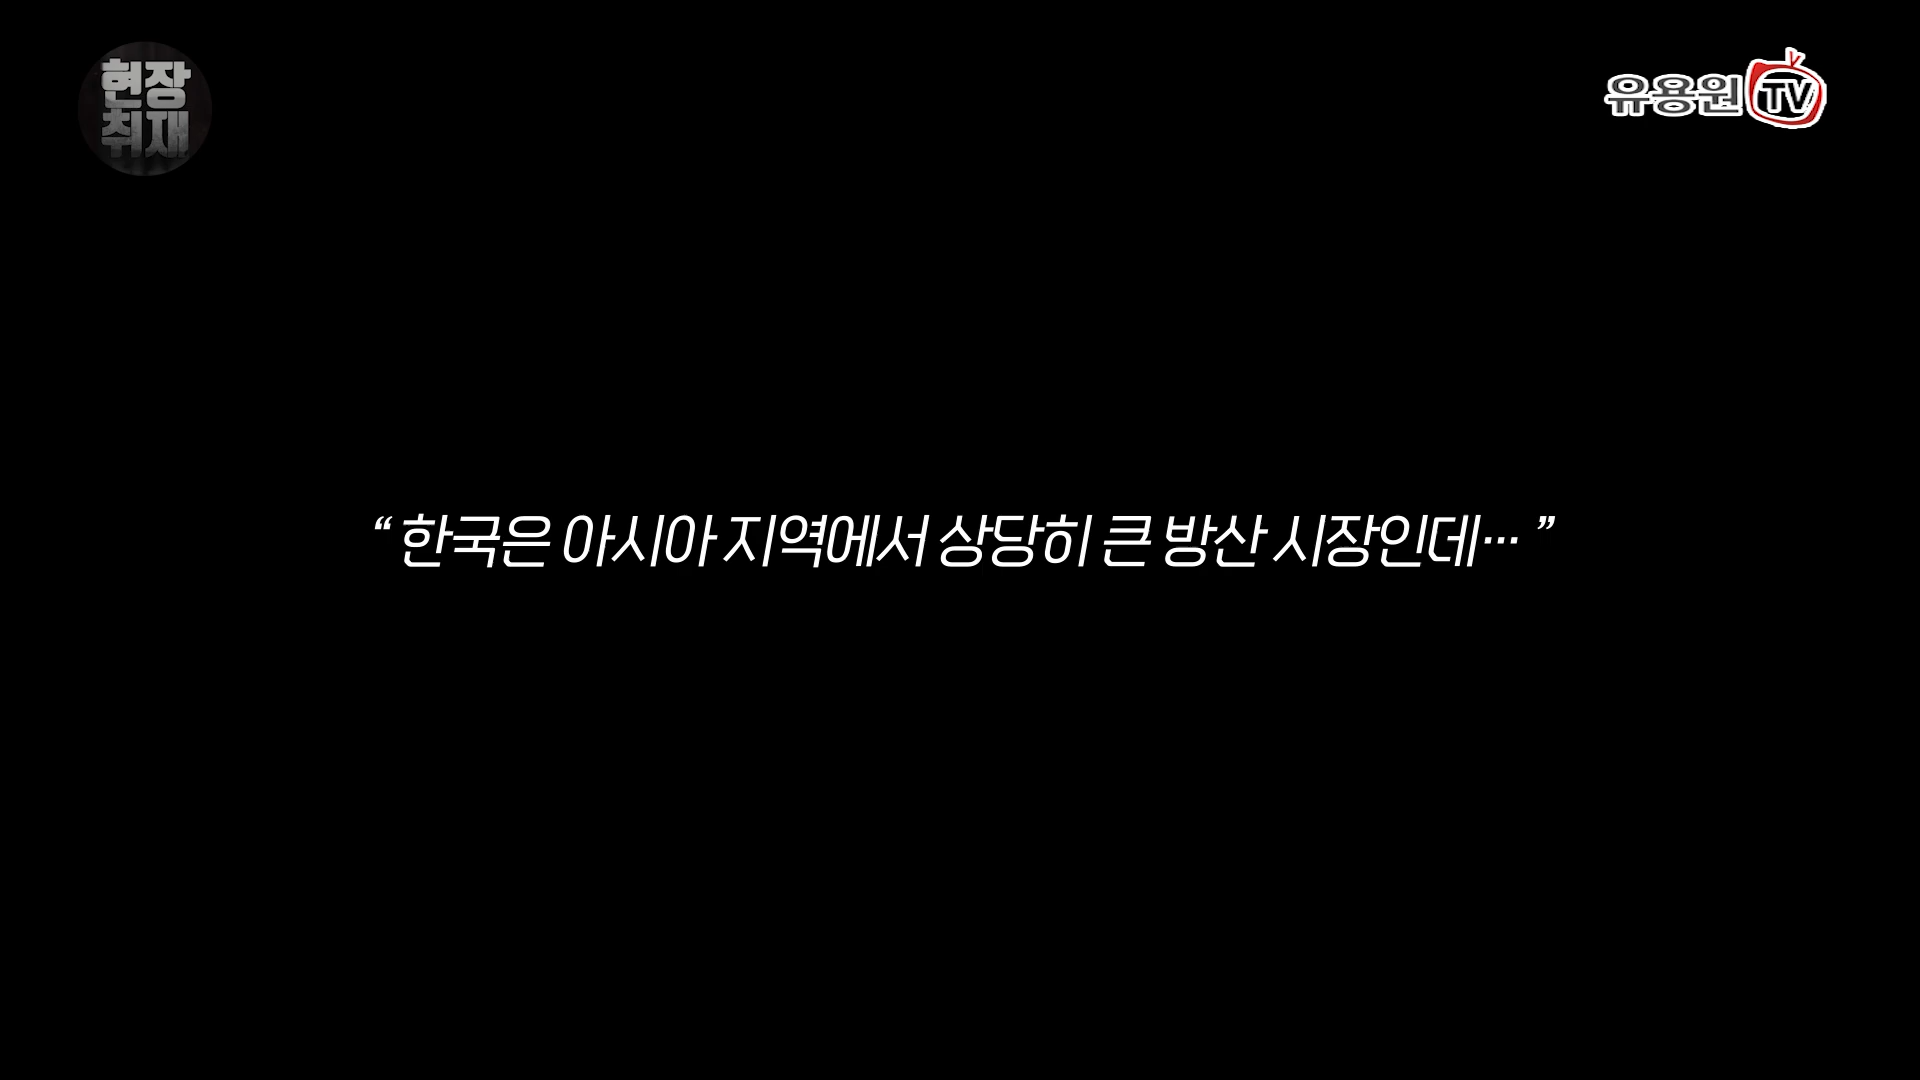 현장
취재
유용원 TV
“ 한국은 아시아 지역에서 상당히 큰 방산 시장인데… ”